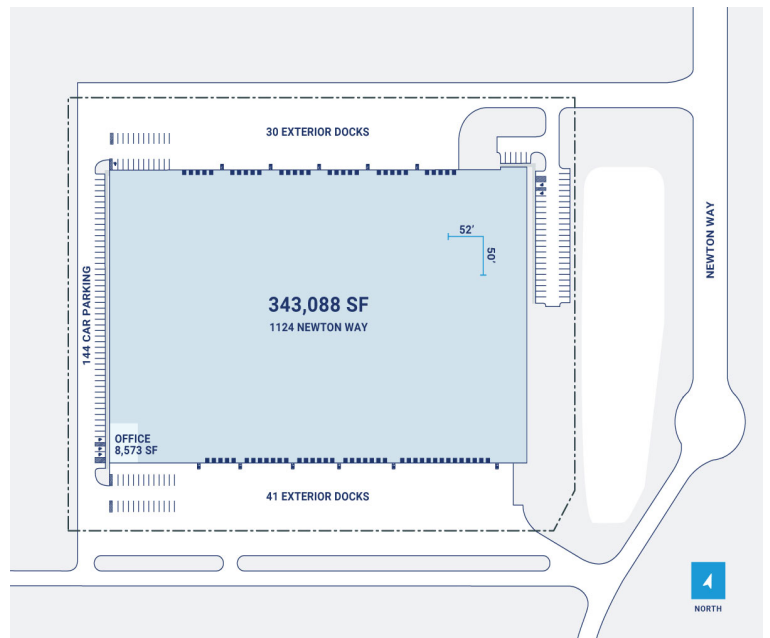 30 EXTERIOR DOCKS
52'
50'
NEWTON WAY
343,088 SF
1124 NEWTON WAY
144 CAR PARKING
OFFICE
8,573 SF
41 EXTERIOR DOCKS
NORTH